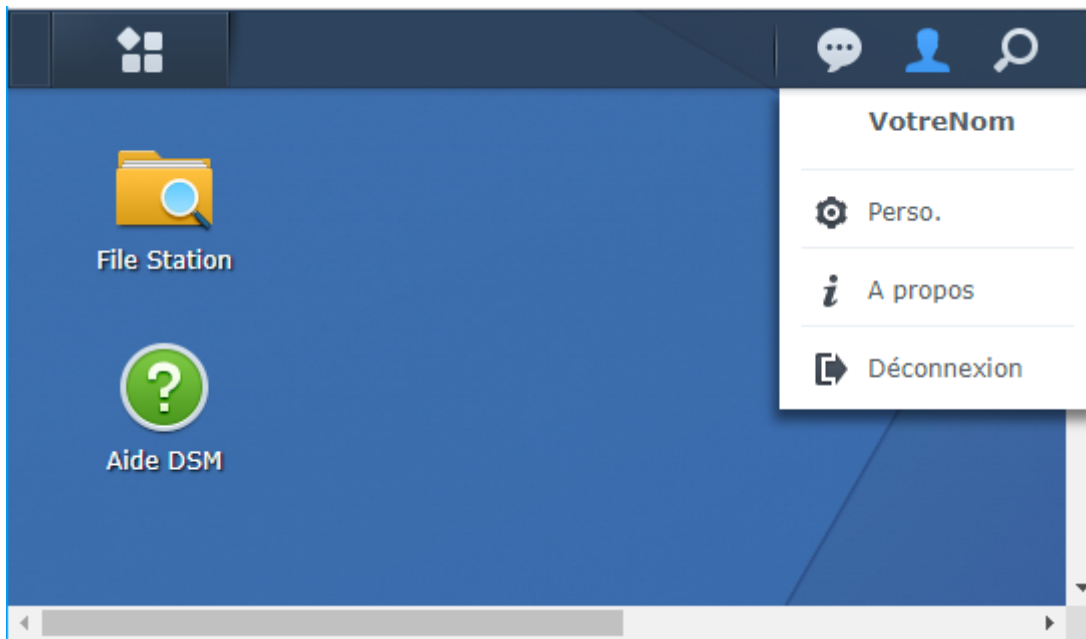 VotreNom
Perso.
A propos
Déconnexion
File Station
Aide DSM